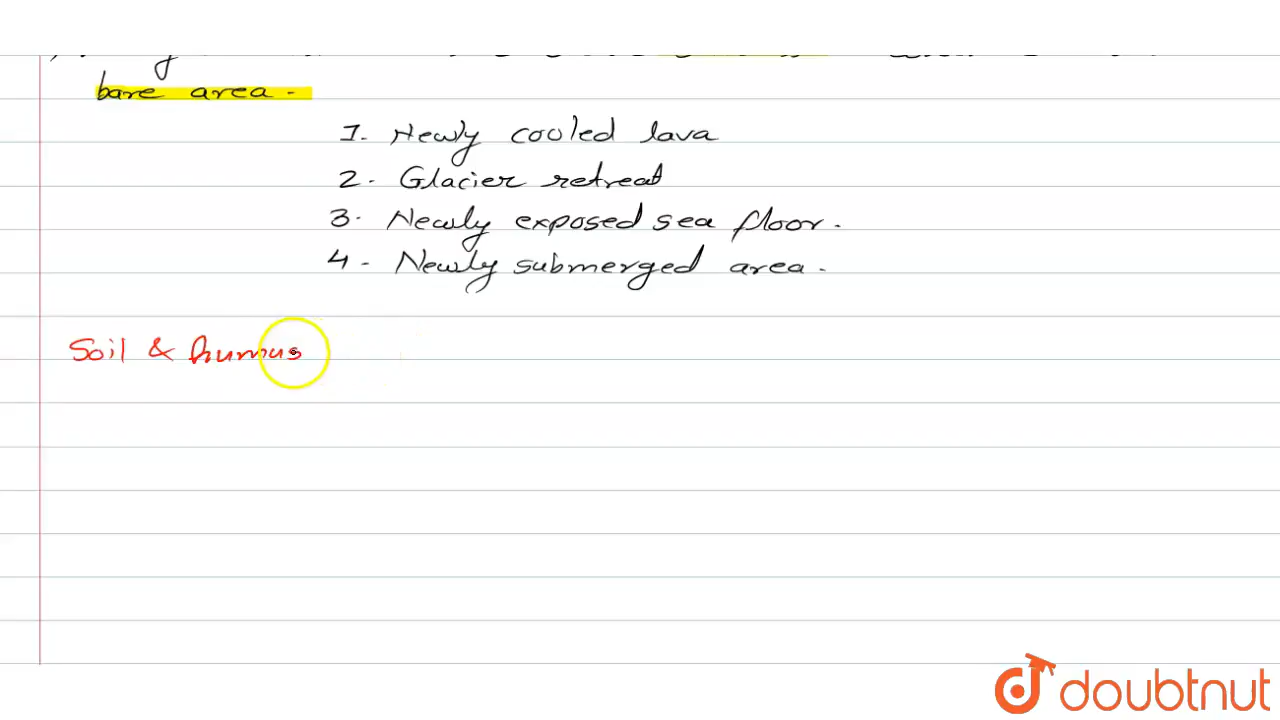 bare area.
1. Newly cooled lava
2. Glacier retreat
3. Newly exposed sea floor.
4. Newly submerged area.
Soil & humus
doubtnut